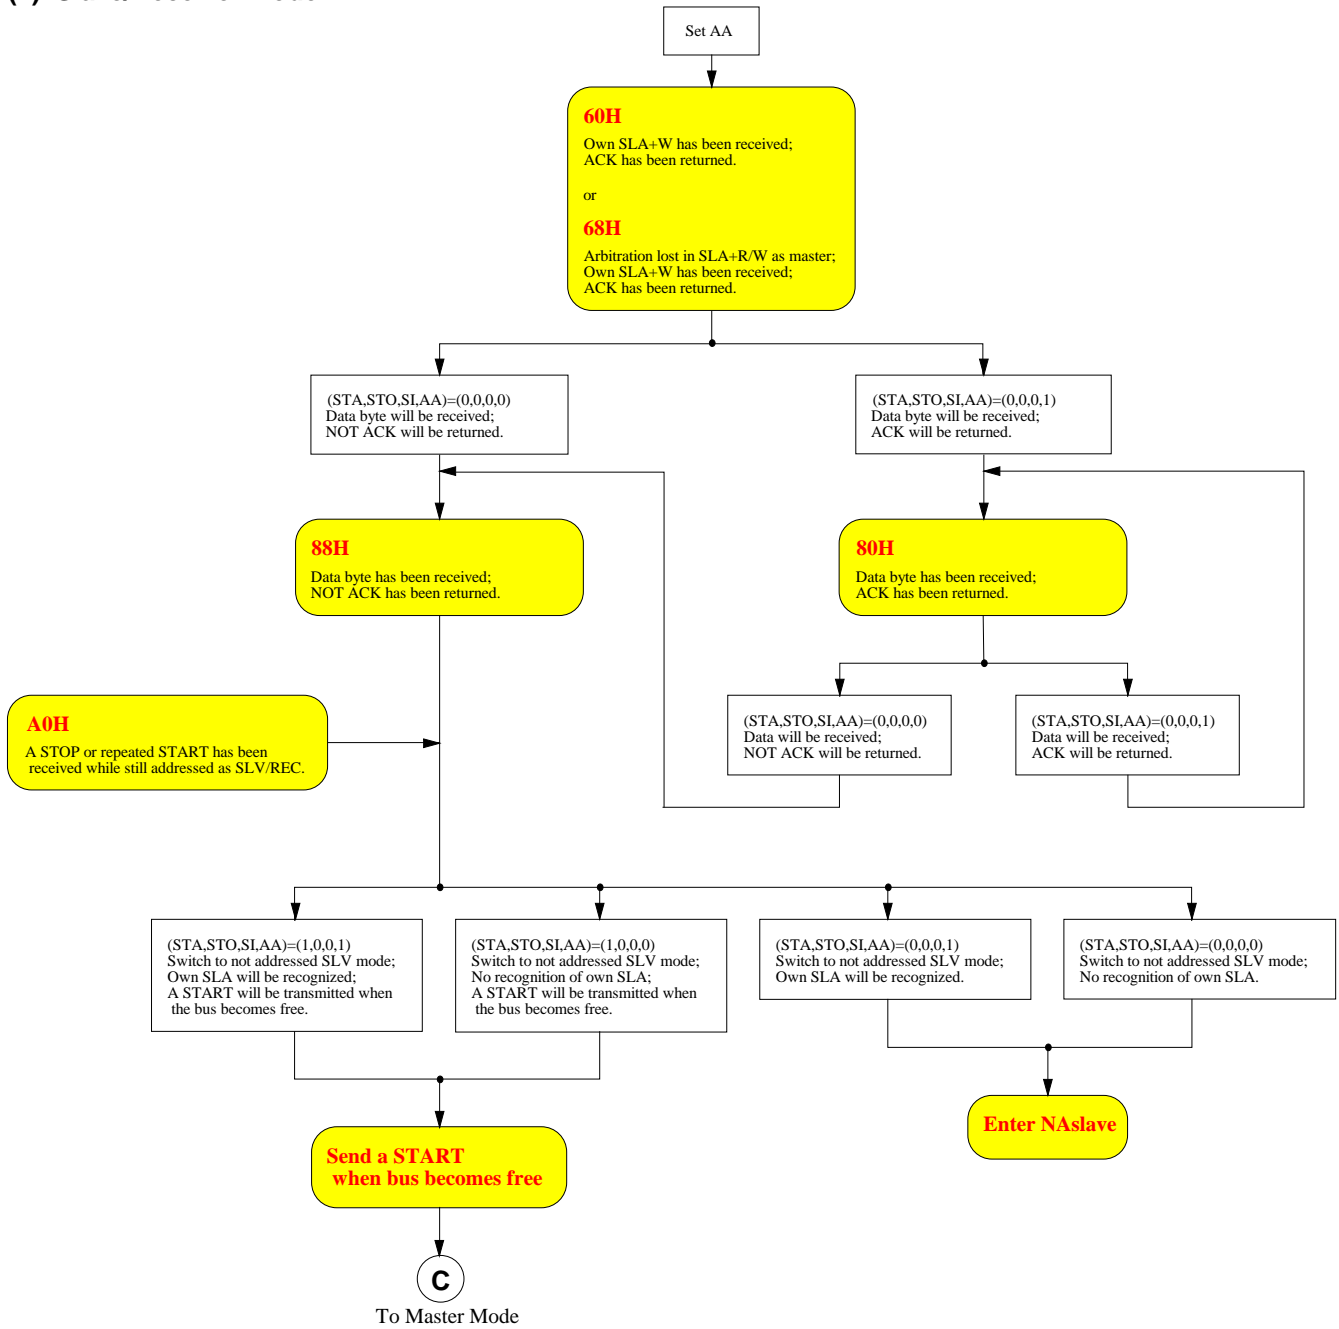 Set AA
60H
Own SLA+W has been received;
ACK has been returned.
or
68H
Arbitration lost in SLA+R/W as master;
Own SLA+W has been received;
ACK has been returned.
(STA,STO,SI,AA)=(0,0,0,0)
Data byte will be received;
NOT ACK will be returned.
(STA,STO,SI,AA)=(0,0,0,1)
Data byte will be received;
ACK will be returned.
88H
Data byte has been received;
NOT ACK has been returned.
80H
Data byte has been received;
ACK has been returned.
A0H
A STOP or repeated START has been
received while still addressed as SLV/REC.
(STA,STO,SI,AA)=(0,0,0,0)
Data will be received;
NOT ACK will be returned.
(STA,STO,SI,AA)=(0,0,0,1)
Data will be received;
ACK will be returned.
(STA,STO,SI,AA)=(1,0,0,1)
Switch to not addressed SLV mode;
Own SLA will be recognized;
A START will be transmitted when
the bus becomes free.
(STA,STO,SI,AA)=(1,0,0,0)
Switch to not addressed SLV mode;
No recognition of own SLA;
A START will be transmitted when
the bus becomes free.
(STA,STO,SI,AA)=(0,0,0,1)
Switch to not addressed SLV mode;
Own SLA will be recognized.
(STA,STO,SI,AA)=(0,0,0,0)
Switch to not addressed SLV mode;
No recognition of own SLA.
Send a START
when bus becomes free
Enter NAslave
C
To Master Mode